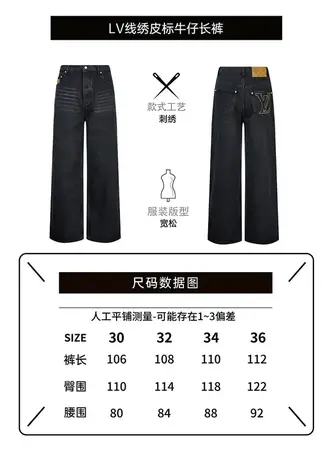 LV线绣皮标牛仔长裤
款式工艺
刺绣
服装版型
宽松
尺码数据图
人工平铺测量-可能存在1~3偏差
SIZE 30 32 34 36
裤长 106 108 110 112
臀围 110 114 118 122
腰围 80 84 88 92